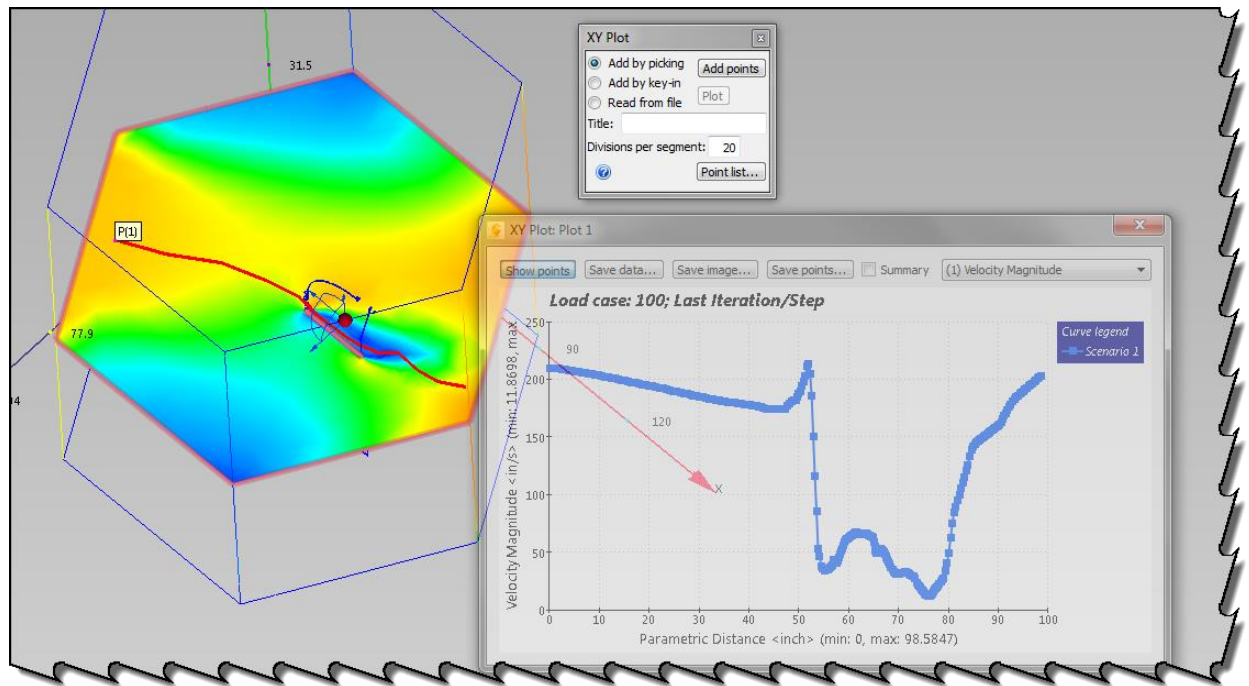 31.5
P(1)
77.9
XY Plot
Add by picking
Add points
Add by key-in
Plot
Read from file
Title:
Divisions per segment: 20
Point list...
XY Plot: Plot 1
Show points Save data... Save image... Save points... Summary (1) Velocity Magnitude
Load case: 100; Last Iteration/Step
Velocity Magnitude <in/s> (min: 11.8698, max
250
200
150
100
50
0
90
120
X
Curve legend
Scenario 1
0 10 20 30 40 50 60 70 80 90 100
Parametric Distance <inch> (min: 0, max: 98.5847)